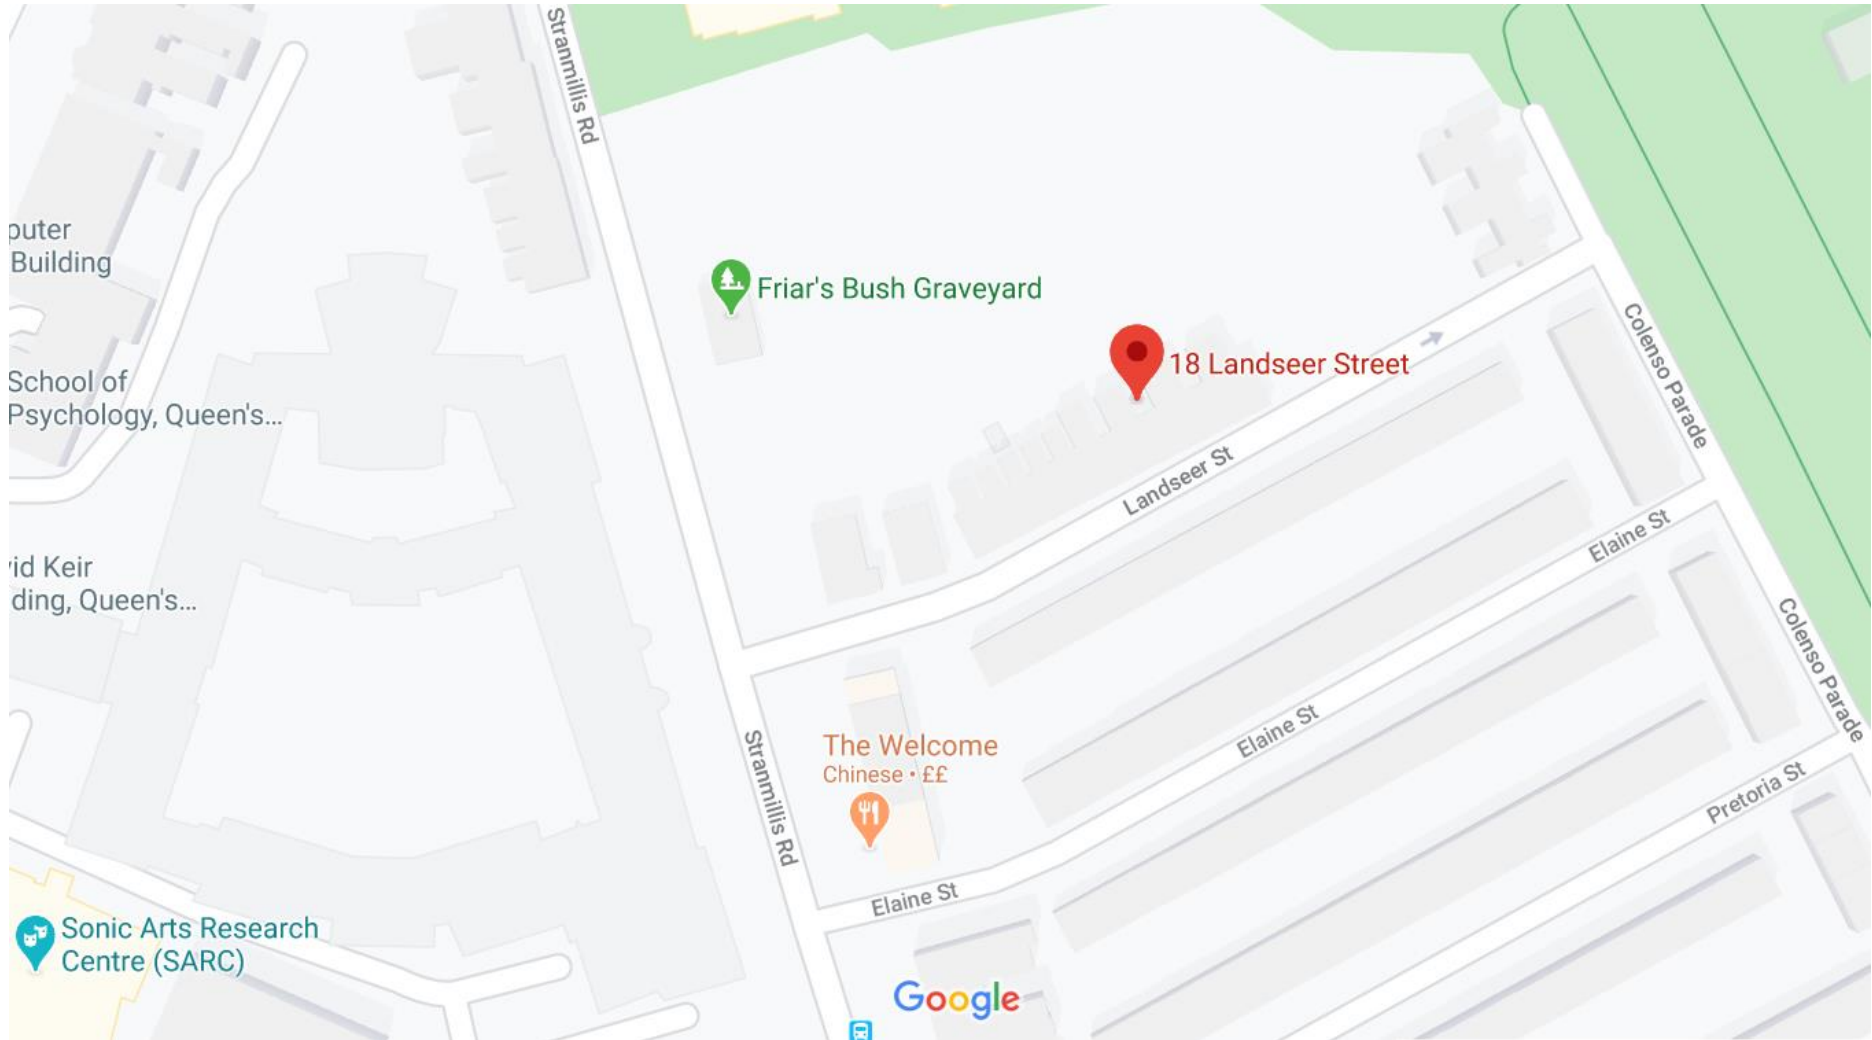 Stranmillis Rd
puter
Building
Friar's Bush Graveyard
18 Landseer Street
Colenso Parade
School of
Psychology, Queen's...
Landseer St
Elaine St
vid Keir
ding, Queen's...
Colenso Parade
Elaine St
The Welcome
Chinese • ££
Stranmillis Rd
Pretoria St
Elaine St
Sonic Arts Research
Centre (SARC)
Google